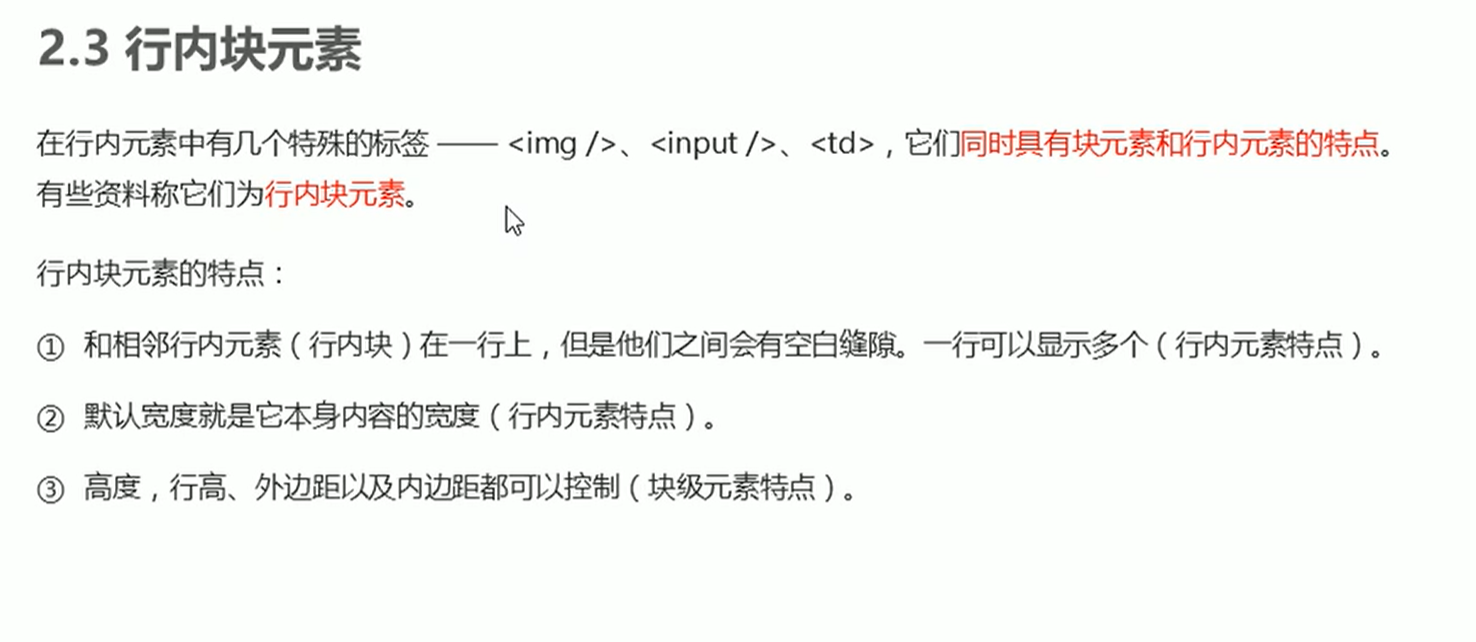 2.3 行内块元素
在行内元素中有几个特殊的标签 —— <img />、<input />、<td>，它们同时具有块元素和行内元素的特点。
有些资料称它们为行内块元素。
行内块元素的特点：
① 和相邻行内元素（行内块）在一行上，但是他们之间会有空白缝隙。一行可以显示多个（行内元素特点）。
② 默认宽度就是它本身内容的宽度（行内元素特点）。
③ 高度，行高、外边距以及内边距都可以控制（块级元素特点）。